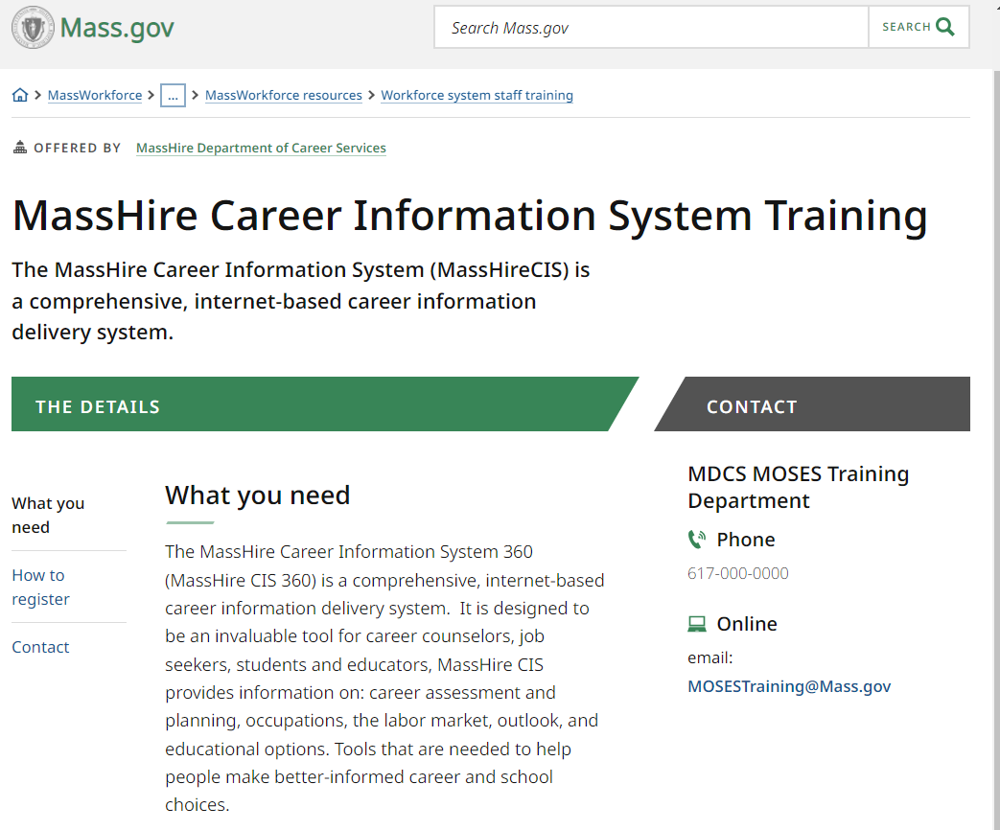 Mass.gov
Search Mass.gov
SEARCH
MassWorkforce
...
MassWorkforce resources
Workforce system staff training
OFFERED BY MassHire Department of Career Services
MassHire Career Information System Training
The MassHire Career Information System (MassHireCIS) is
a comprehensive, internet-based career information
delivery system.
THE DETAILS
What you
need
How to
register
Contact
What you need
The MassHire Career Information System 360
(MassHire CIS 360) is a comprehensive, internet-based
career information delivery system.  It is designed to
be an invaluable tool for career counselors, job
seekers, students and educators, MassHire CIS
provides information on: career assessment and
planning, occupations, the labor market, outlook, and
educational options. Tools that are needed to help
people make better-informed career and school
choices.
CONTACT
MDCS MOSES Training
Department
Phone
617-000-0000
Online
email:
MOSESTraining@Mass.gov